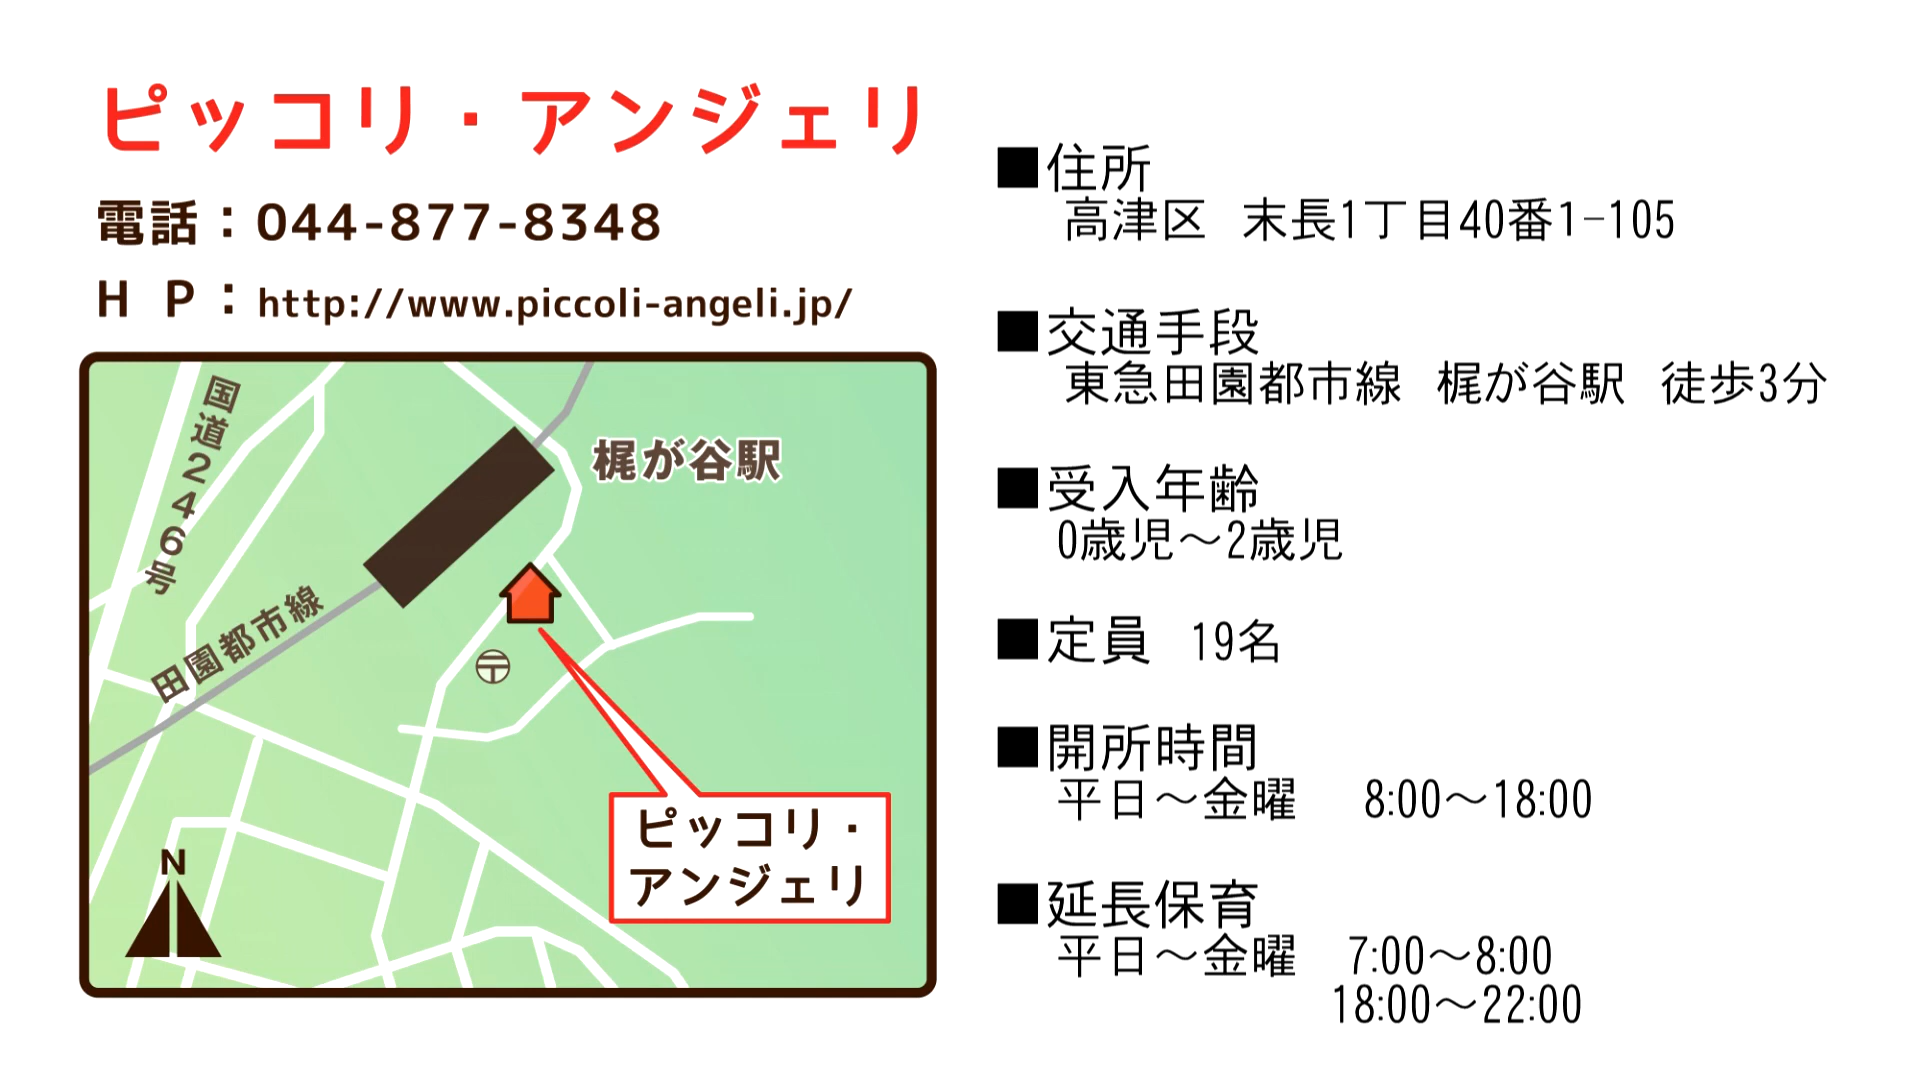 ピッコリ・アンジェリ
電話：044-877-8348
H P：http://www.piccoli-angeli.jp/
国道246号
梶が谷駅
田園都市線
ピッコリ・
アンジェリ
N
■住所
高津区 末長1丁目40番1-105
■交通手段
東急田園都市線 梶が谷駅 徒歩3分
■受入年齢
0歳児～2歳児
■定員 19名
■開所時間
平日～金曜 8:00～18:00
■延長保育
平日～金曜 7:00～8:00
18:00～22:00